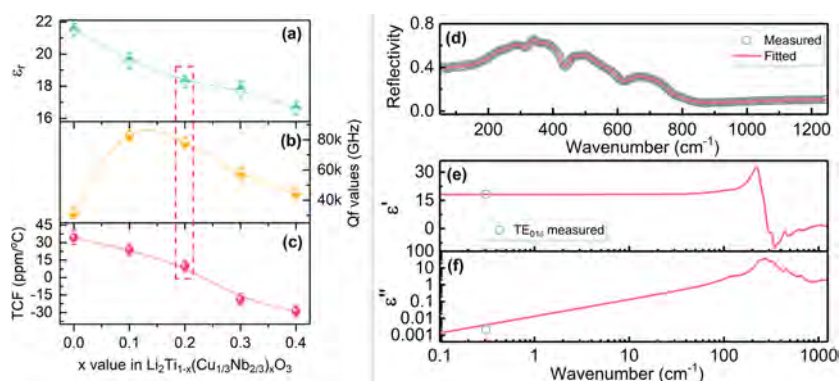 22
20
18
16
εr
(a)
(b)
80k
60k
40k
Qf values (GHz)
45
30
15
0
-15
-30
TCF (ppm/°C)
(c)
0.0 0.1 0.2 0.3 0.4
x value in Li₂Ti₁₋ₓ(Cu₁/₃Nb₂/₃)ₓO₃
0.8
0.4
0.0
Reflectivity
(d)
Measured
Fitted
200 400 600 800 1000 1200
Wavenumber (cm⁻¹)
30
15
0
ε'
(e)
TE₀₁δ measured
100
10
1
0.1
0.01
0.001
ε''
(f)
0.1 1 10 100 1000
Wavenumber (cm⁻¹)